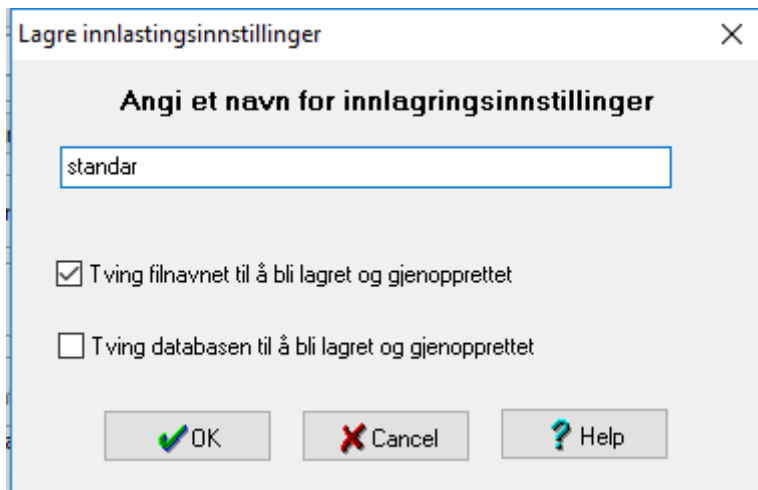 Lagre innlastingsinnstillinger
Angi et navn for innlagringsinnstillinger
standar
Tving filnavnet til å bli lagret og gjenopprettet
Tving databasen til å bli lagret og gjenopprettet
OK Cancel Help